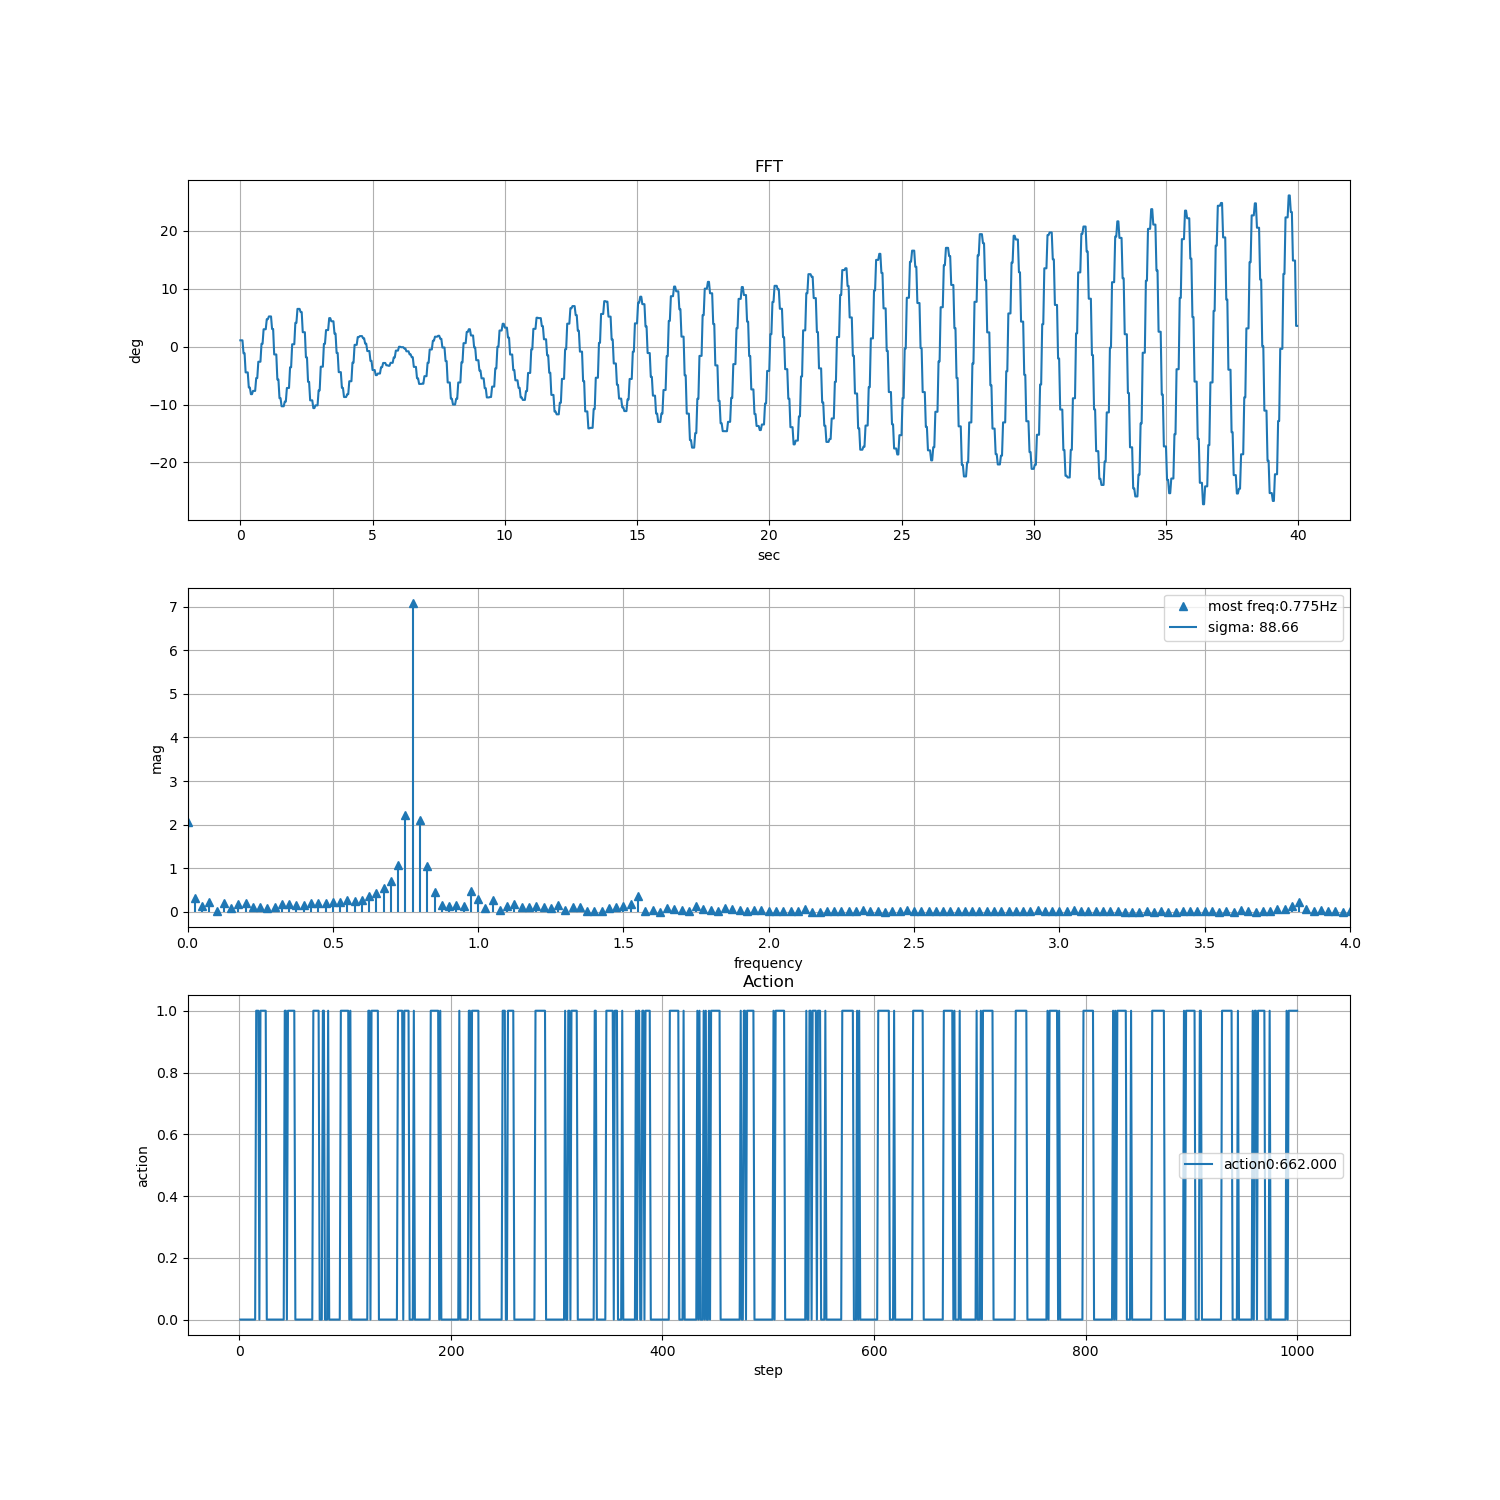 FFT
20
10
0
−10
−20
deg
0 5 10 15 20 25 30 35 40
sec
7
6
5
4
3
2
1
0
mag
most freq:0.775Hz
sigma: 88.66
0.0 0.5 1.0 1.5 2.0 2.5 3.0 3.5 4.0
frequency
Action
1.0
0.8
0.6
0.4
0.2
0.0
action
action0:662.000
0 200 400 600 800 1000
step